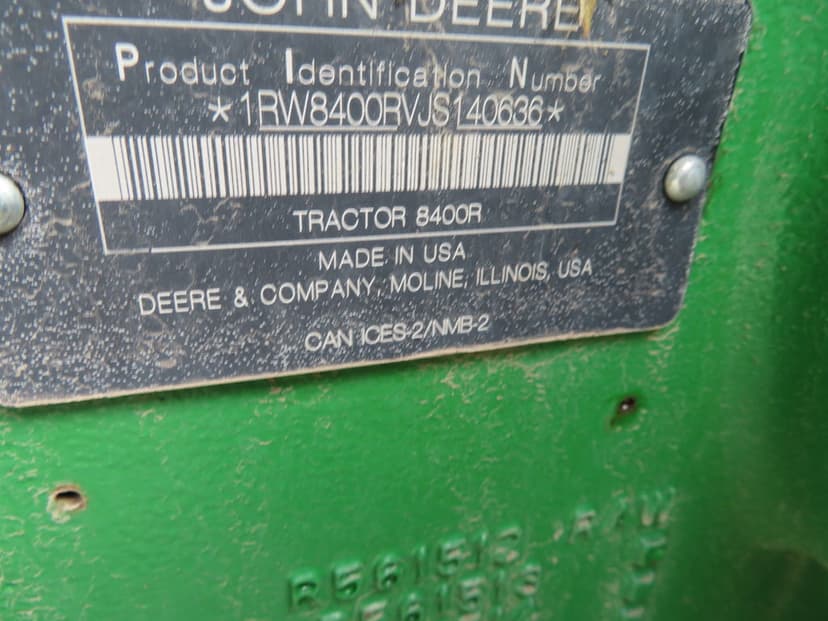 JOHN DEERE
Product Identification Number
*1RW8400RVJS140636*
TRACTOR 8400R
MADE IN USA
DEERE & COMPANY, MOLINE, ILLINOIS, USA
CAN ICES-2/NMB-2
R561513